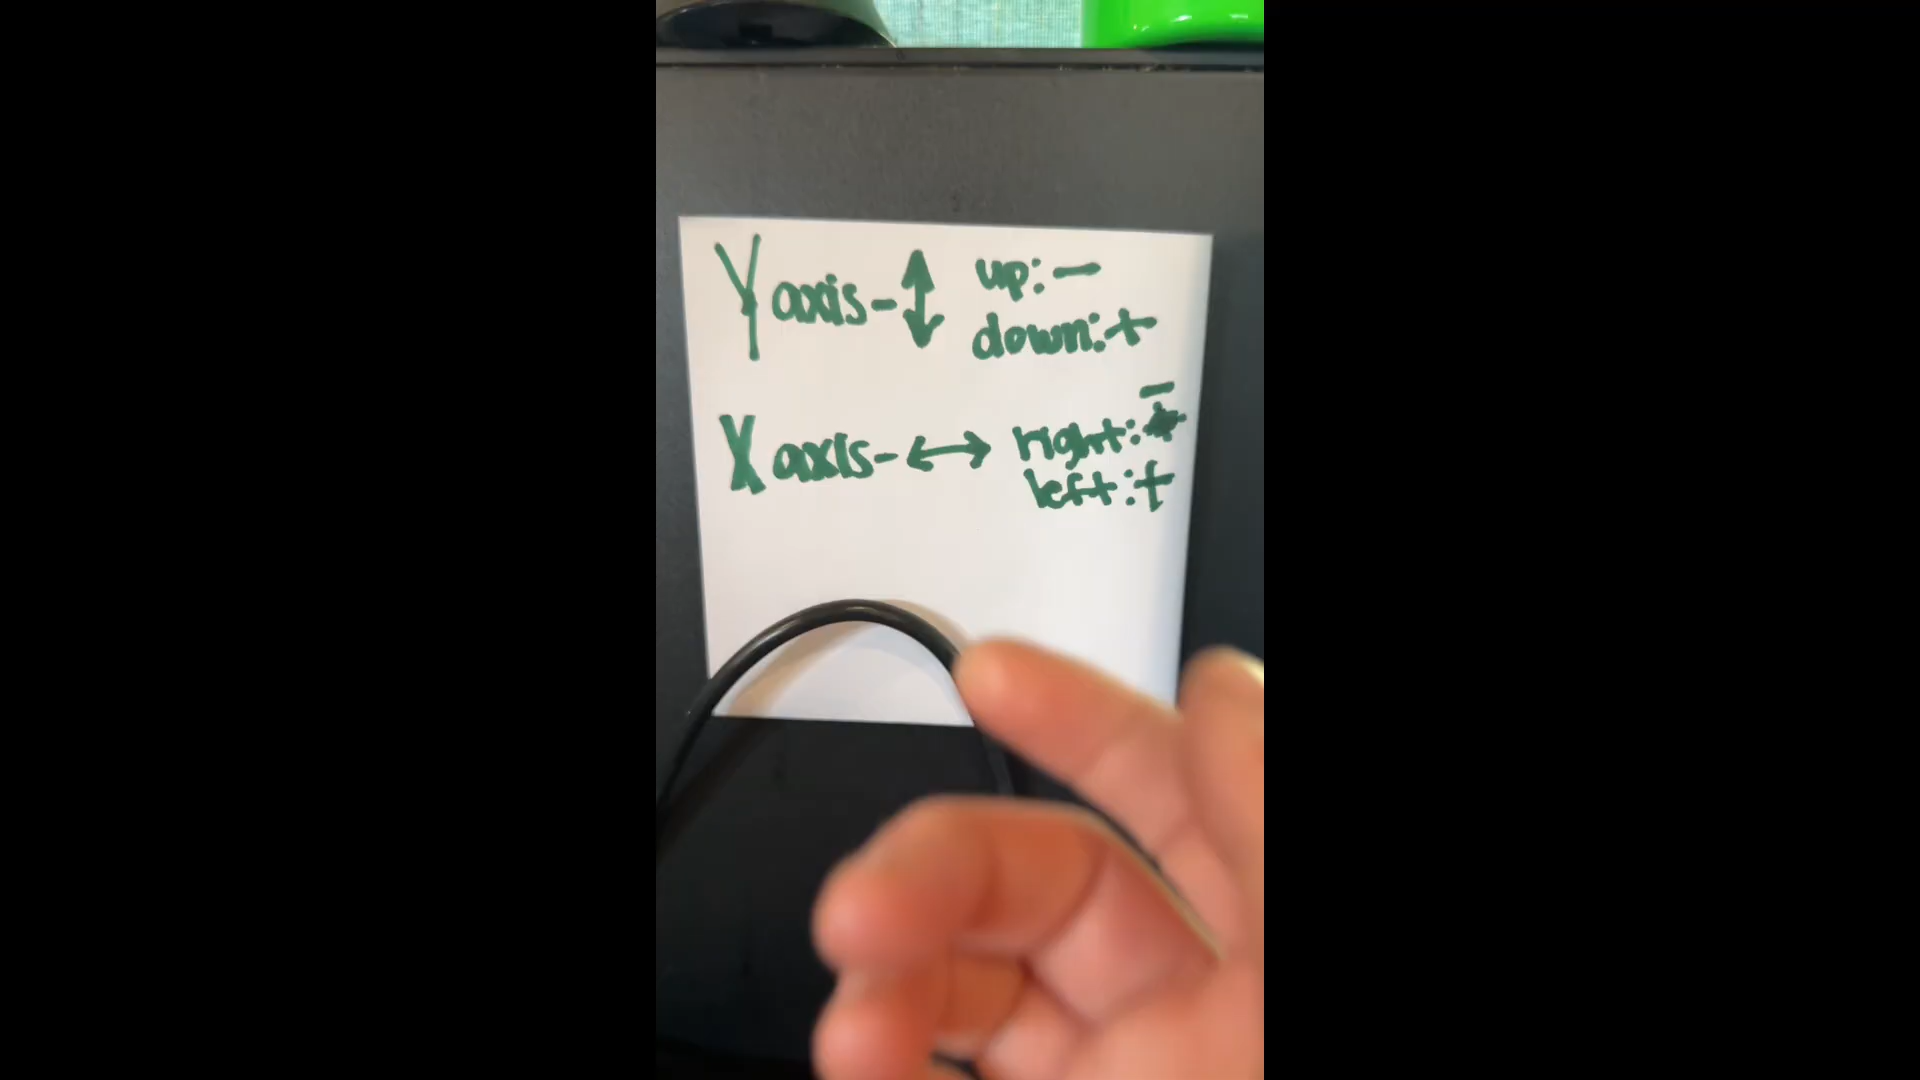 Y axis - ↕ up: -
down: +
X axis - ↔ right: -
left: +